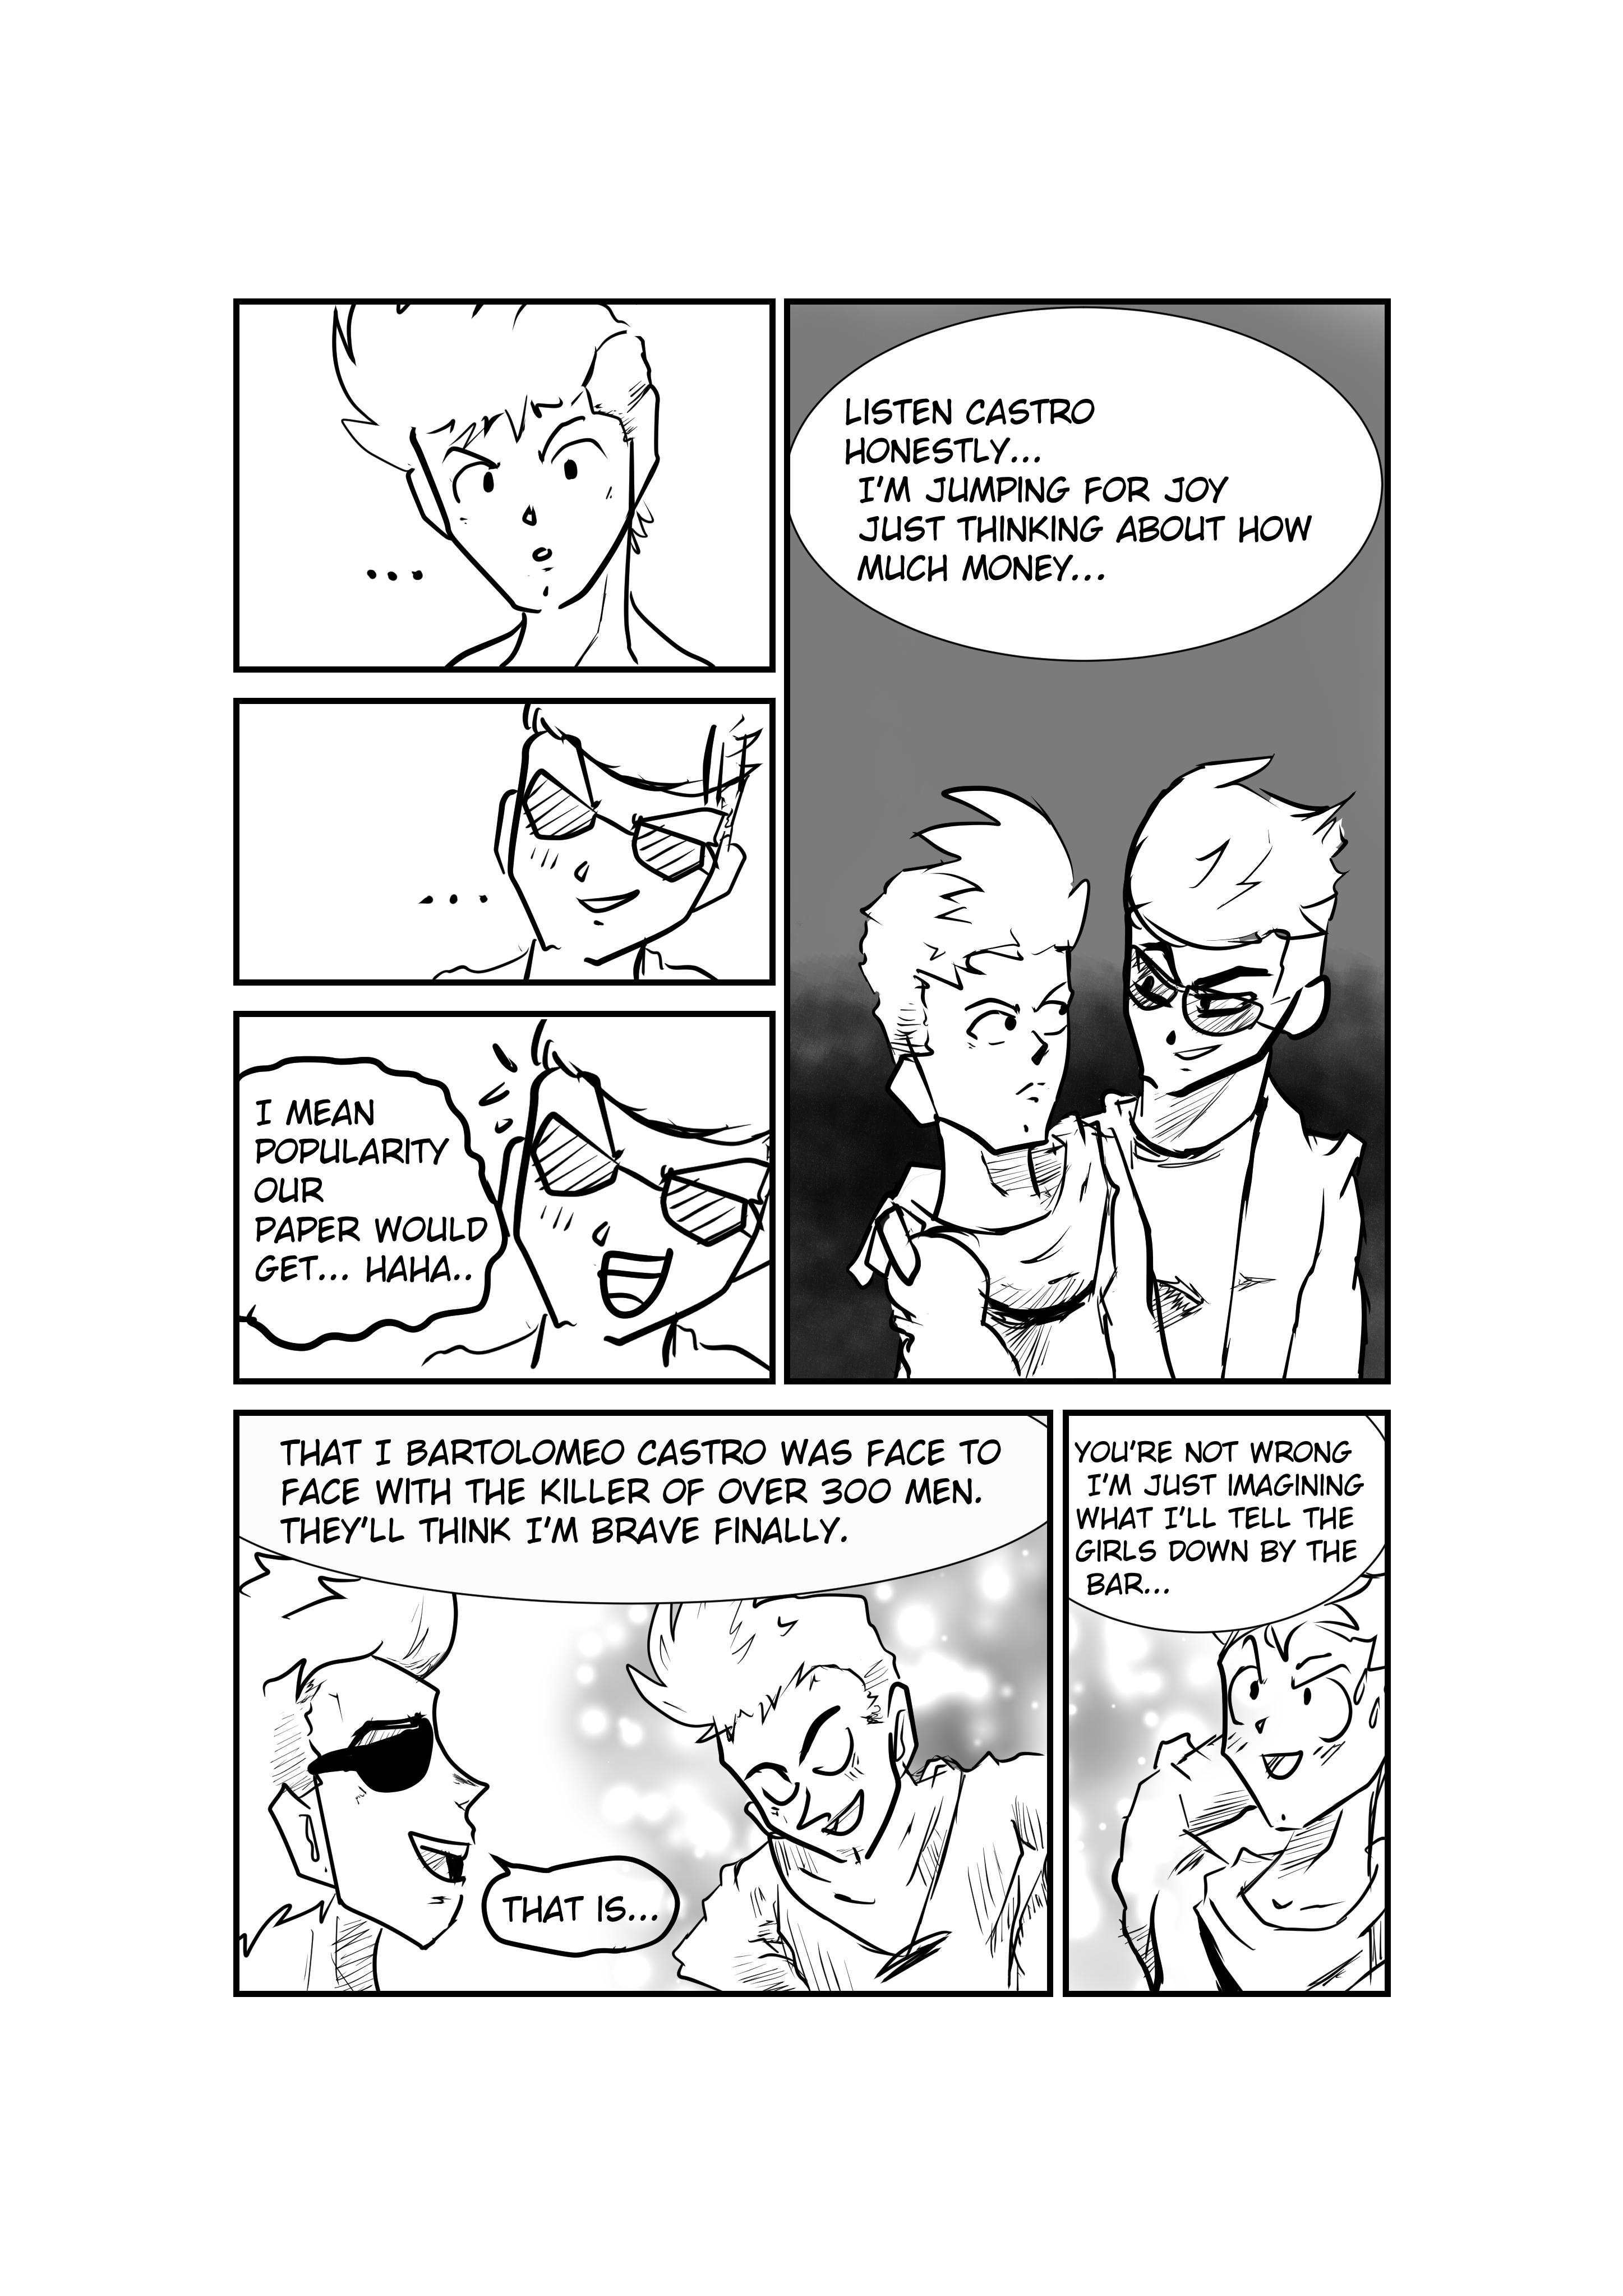 LISTEN CASTRO
HONESTLY...
I'M JUMPING FOR JOY
JUST THINKING ABOUT HOW
MUCH MONEY...
...
...
I MEAN
POPULARITY
OUR
PAPER WOULD
GET... HAHA..
YOU'RE NOT WRONG
I'M JUST IMAGINING
WHAT I'LL TELL THE
GIRLS DOWN BY THE
BAR...
THAT I BARTOLOMEO CASTRO WAS FACE TO
FACE WITH THE KILLER OF OVER 300 MEN.
THEY'LL THINK I'M BRAVE FINALLY.
THAT IS...